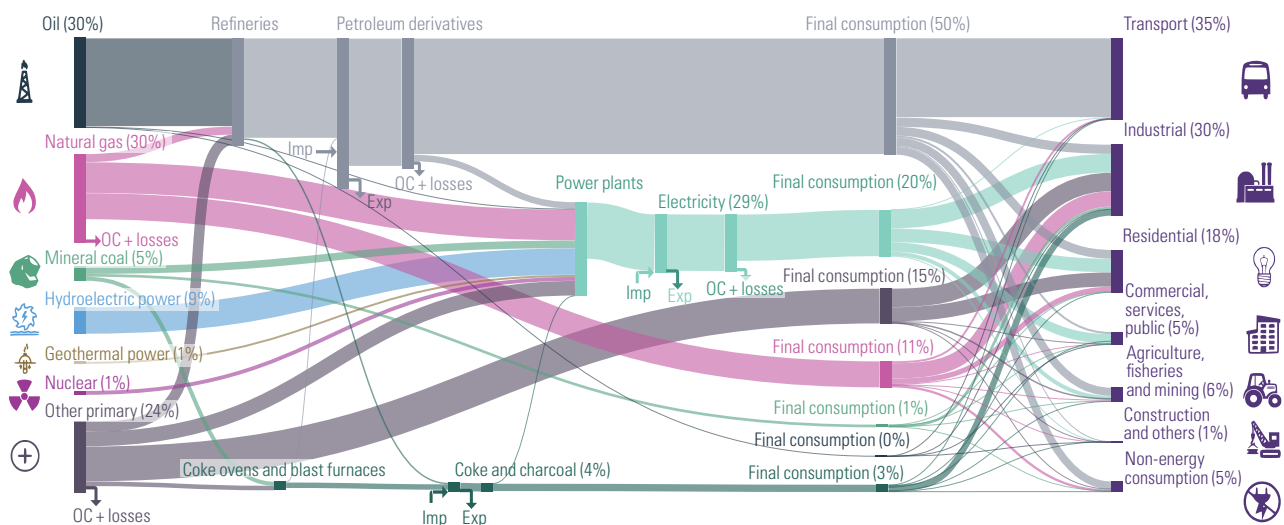 Oil (30%)
Refineries
Petroleum derivatives
Final consumption (50%)
Transport (35%)
Natural gas (30%)
Imp
Exp
OC + losses
Industrial (30%)
Power plants
Final consumption (20%)
Electricity (29%)
OC + losses
Mineral coal (5%)
Residential (18%)
Final consumption (15%)
Imp
Exp
OC + losses
Hydroelectric power (9%)
Commercial,
services,
public (5%)
Geothermal power (1%)
Final consumption (11%)
Agriculture,
fisheries
and mining (6%)
Nuclear (1%)
Other primary (24%)
Final consumption (1%)
Construction
and others (1%)
Final consumption (0%)
Coke ovens and blast furnaces
Coke and charcoal (4%)
Final consumption (3%)
Non-energy
consumption (5%)
OC + losses
Imp
Exp